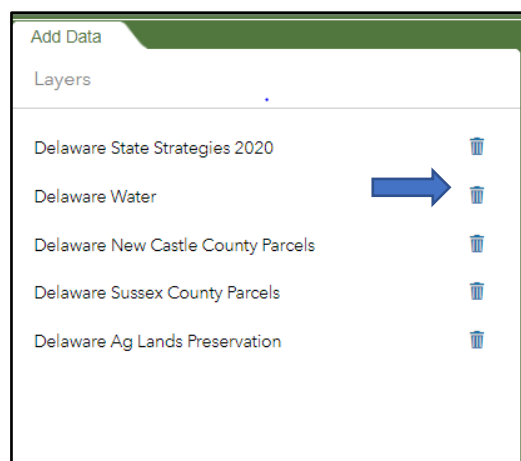 Add Data
Layers
Delaware State Strategies 2020
Delaware Water
Delaware New Castle County Parcels
Delaware Sussex County Parcels
Delaware Ag Lands Preservation